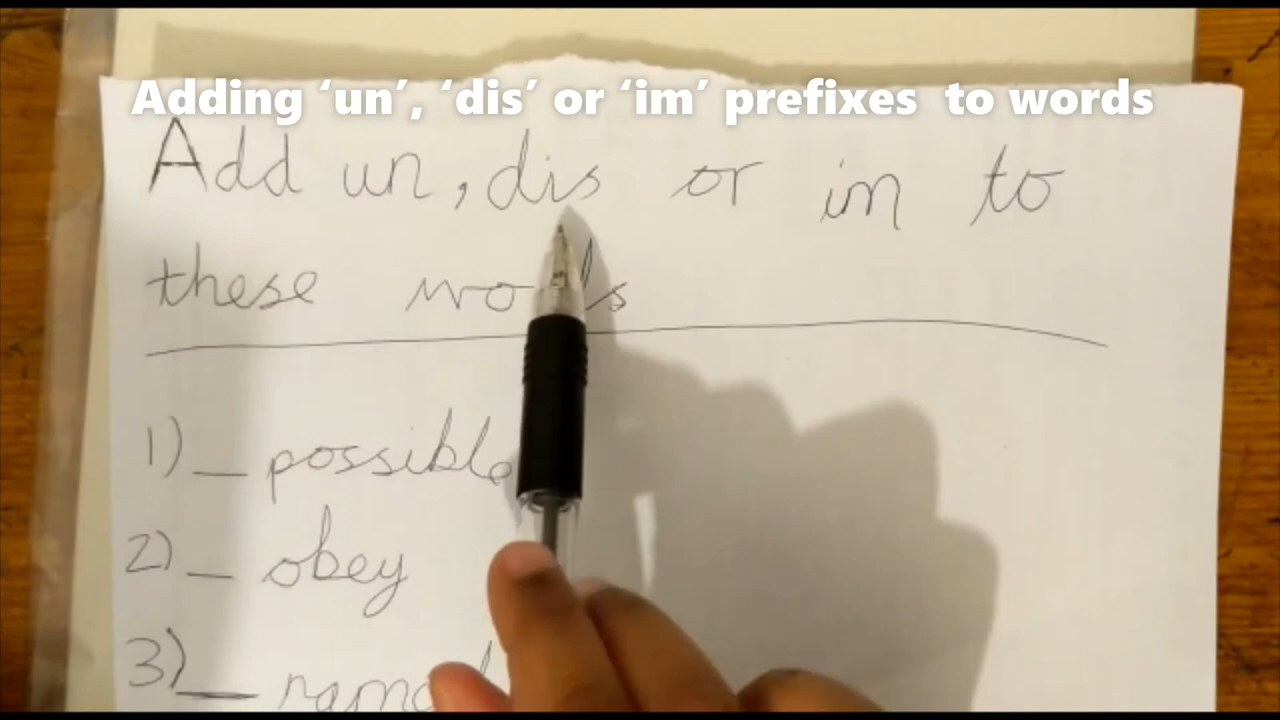 Adding ‘un’, ‘dis’ or ‘im’ prefixes to words
Add un, dis or im to
these
1) _ possible
2) _ obey
3) _